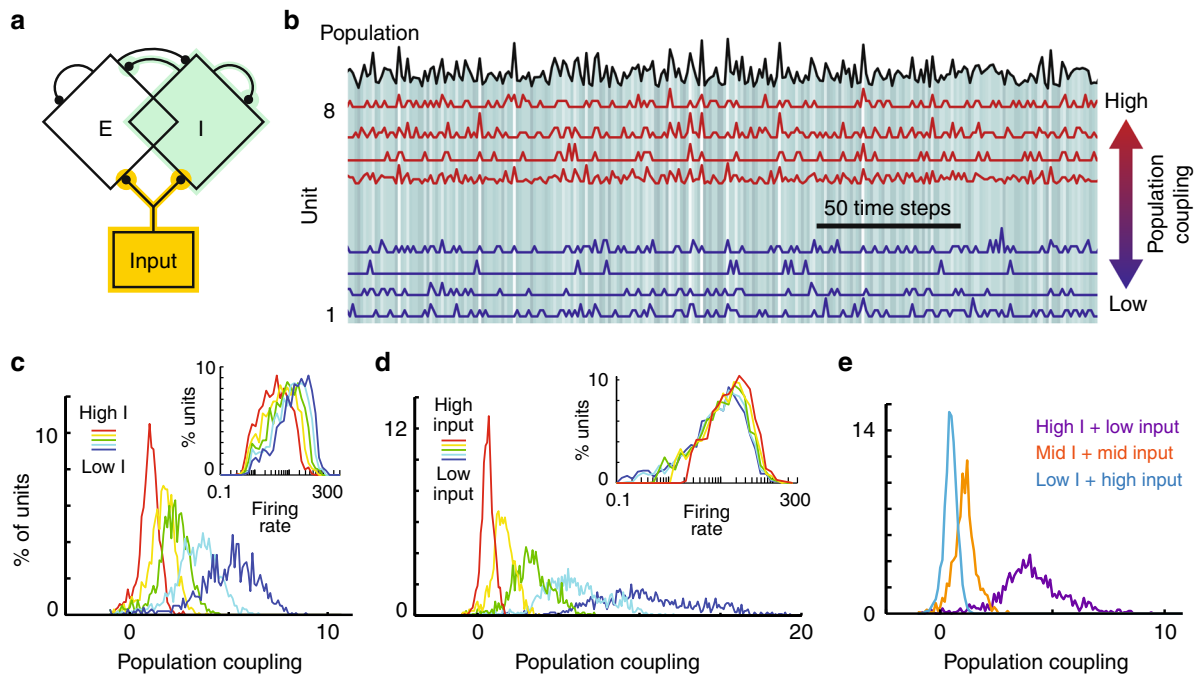 a
E
I
Input
b
Population
8
Unit
1
50 time steps
High
Population
coupling
Low
c
High I
Low I
10
0
% of units
0
10
Population coupling
10
0
% units
0.1
300
Firing
rate
d
High
input
Low
input
12
0
0
20
Population coupling
10
0
% units
0.1
300
Firing
rate
e
14
0
High I + low input
Mid I + mid input
Low I + high input
0
10
Population coupling